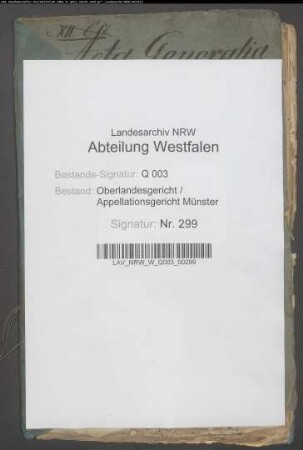 Acta Generalia
Landesarchiv NRW
Abteilung Westfalen
Bestands-Signatur: Q 003
Bestand: Oberlandesgericht /
Appellationsgericht Münster
Signatur: Nr. 299
LAV_NRW_W_Q003_00299